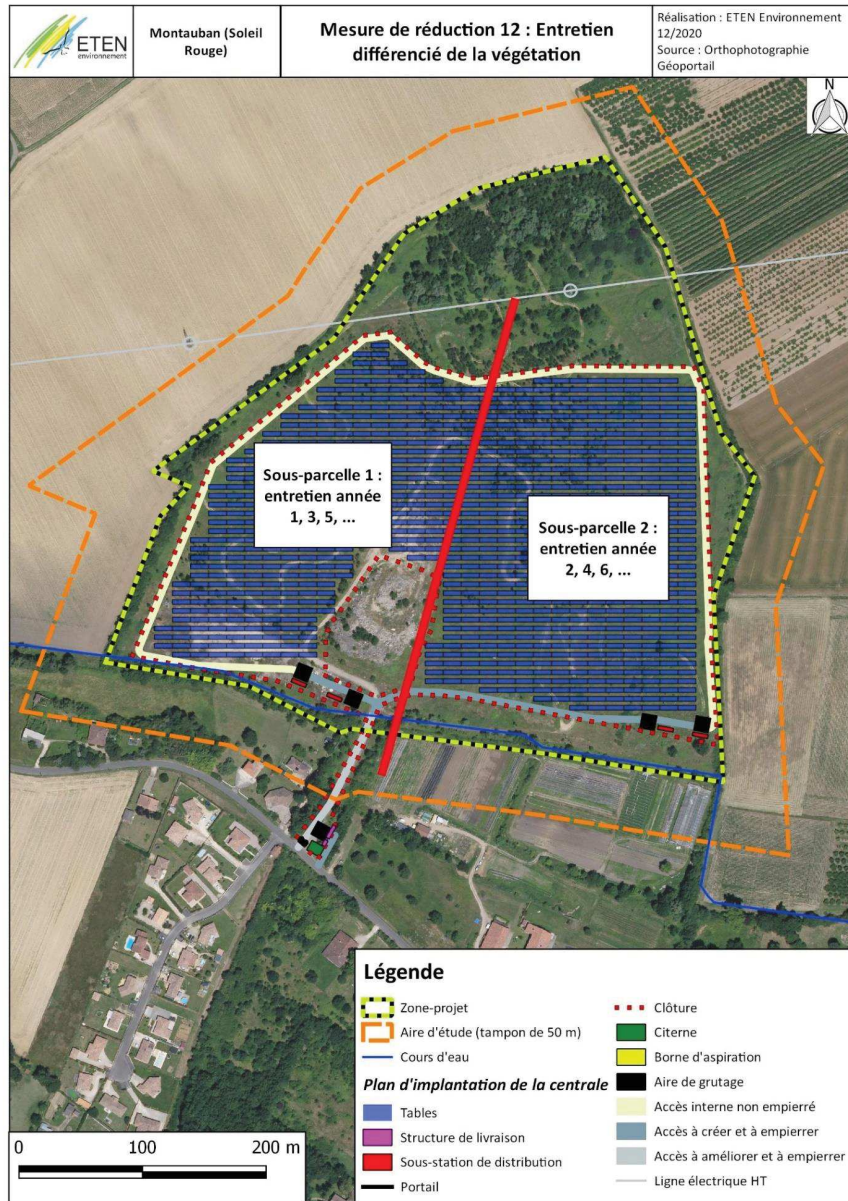 ETEN
environnement
Montauban (Soleil
Rouge)
Mesure de réduction 12 : Entretien
différencié de la végétation
Réalisation : ETEN Environnement
12/2020
Source : Orthophotographie
Géoportail
N
Sous-parcelle 1 :
entretien année
1, 3, 5, ...
Sous-parcelle 2 :
entretien année
2, 4, 6, ...
Légende
Zone-projet
Aire d'étude (tampon de 50 m)
Cours d'eau
Plan d'implantation de la centrale
Tables
Structure de livraison
Sous-station de distribution
Portail
Clôture
Citerne
Borne d'aspiration
Aire de grutage
Accès interne non empierré
Accès à créer et à empierrer
Accès à améliorer et à empierrer
Ligne électrique HT
0 100 200 m